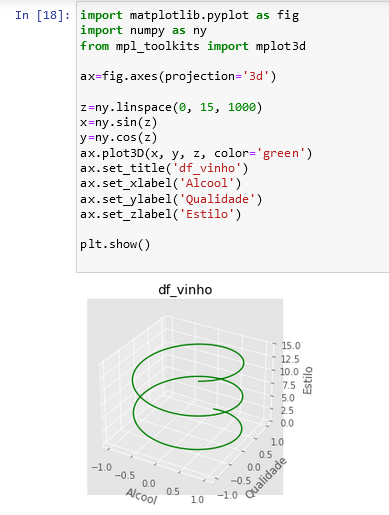 In [18]: import matplotlib.pyplot as fig
import numpy as ny
from mpl_toolkits import mplot3d
ax=fig.axes(projection='3d')
z=ny.linspace(0, 15, 1000)
x=ny.sin(z)
y=ny.cos(z)
ax.plot3D(x, y, z, color='green')
ax.set_title('df_vinho')
ax.set_xlabel('Alcool')
ax.set_ylabel('Qualidade')
ax.set_zlabel('Estilo')
plt.show()
df_vinho
15.0
12.5
10.0
7.5
5.0
2.5
0.0
Estilo
1.0
0.5
0.0
−0.5
−1.0
Qualidade
−1.0
−0.5
0.0
0.5
1.0
Alcool